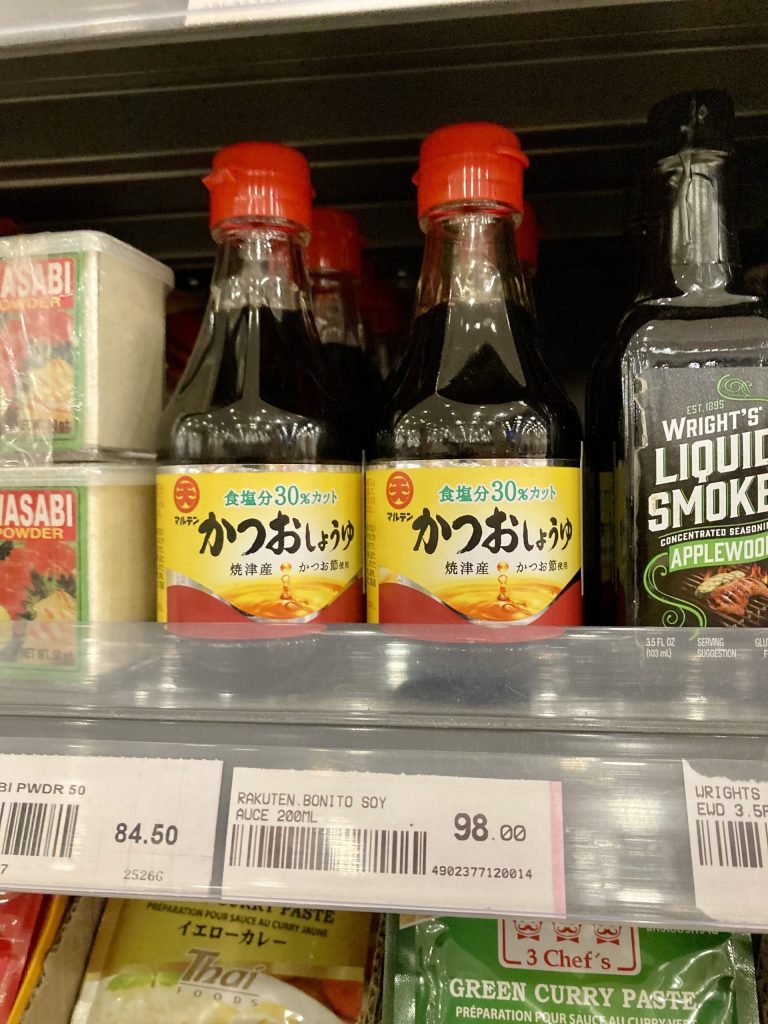 WASABI
POWDER
WASABI
POWDER
マルテン
食塩分30%カット
かつおしょうゆ
焼津産 かつお節使用
マルテン
食塩分30%カット
かつおしょうゆ
焼津産 かつお節使用
EST. 1895
WRIGHT'S
LIQUID
SMOKE
CONCENTRATED SEASONING
APPLEWOOD
3.5 FL OZ
(103 mL)
SERVING
SUGGESTION
BI PWDR 50
84.50
7
2526G
RAKUTEN.BONITO SOY
AUCE 200ML
98.00
4902377120014
WRIGHTS
EWD 3.5F
CURRY PASTE
PRÉPARATION POUR SAUCE AU CURRY JAUNE
イエローカレー
Thai
FOODS
3 Chef's
GREEN CURRY PASTE
PRÉPARATION POUR SAUCE AU CURRY VERT